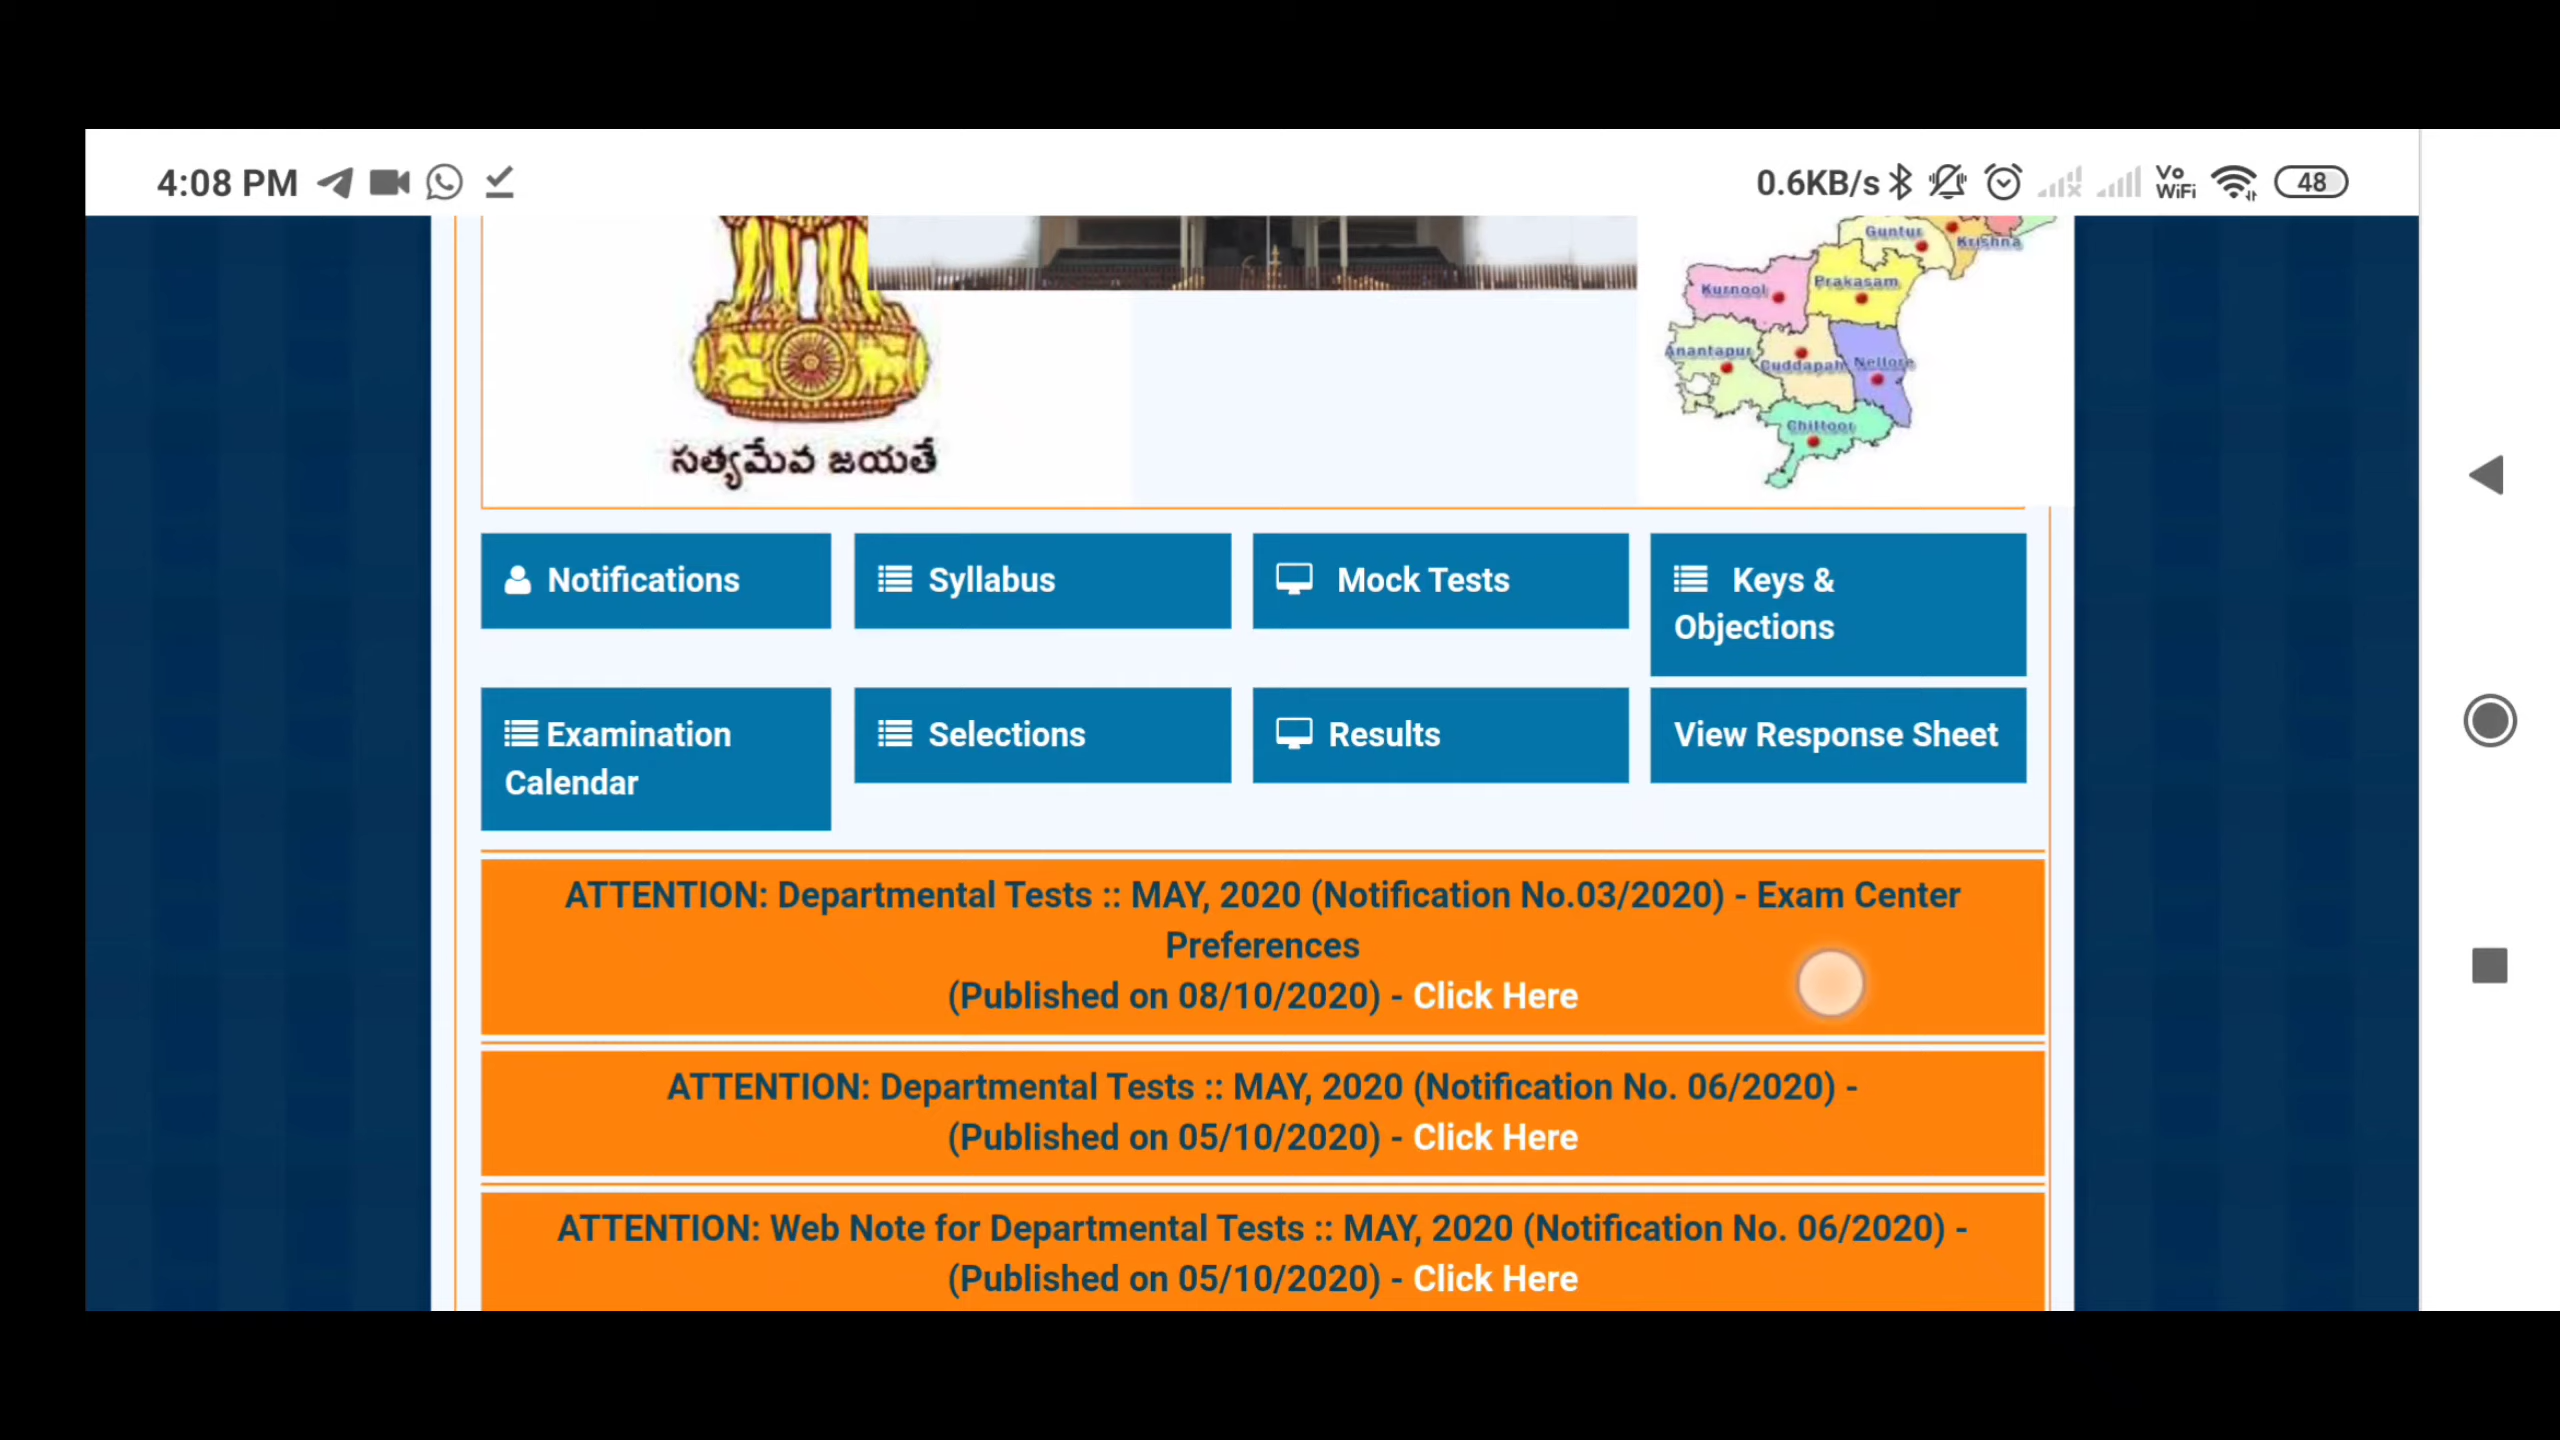 4:08 PM
0.6KB/s
Vo
WiFi
48
Guntur
Krishna
Kurnool
Prakasam
Anantapur
Cuddapah
Nellore
Chittoor
సత్యమేవ జయతే
Notifications
Syllabus
Mock Tests
Keys &
Objections
Examination
Calendar
Selections
Results
View Response Sheet
ATTENTION: Departmental Tests :: MAY, 2020 (Notification No.03/2020) - Exam Center
Preferences
(Published on 08/10/2020) - Click Here
ATTENTION: Departmental Tests :: MAY, 2020 (Notification No. 06/2020) -
(Published on 05/10/2020) - Click Here
ATTENTION: Web Note for Departmental Tests :: MAY, 2020 (Notification No. 06/2020) -
(Published on 05/10/2020) - Click Here